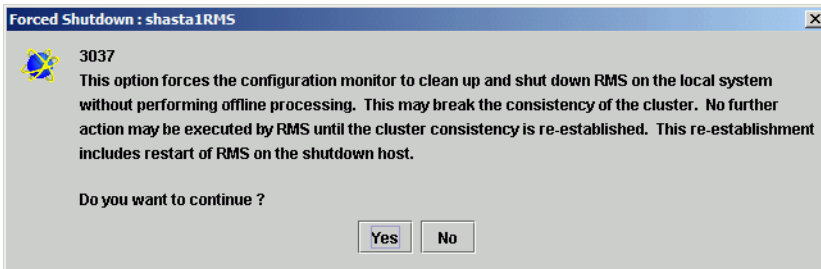 Forced Shutdown : shasta1RMS
3037
This option forces the configuration monitor to clean up and shut down RMS on the local system
without performing offline processing.  This may break the consistency of the cluster.  No further
action may be executed by RMS until the cluster consistency is re-established.  This re-establishment
includes restart of RMS on the shutdown host.
Do you want to continue ?
Yes No